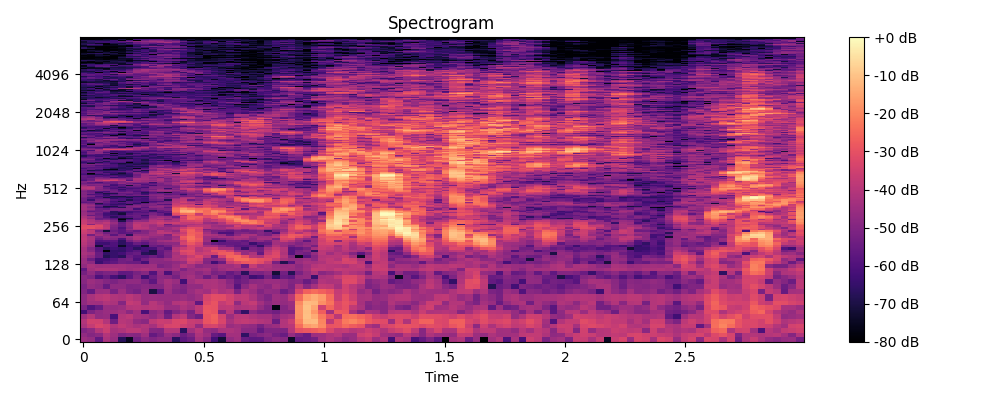 Spectrogram
Hz
4096
2048
1024
512
256
128
64
0
0
0.5
1
1.5
2
2.5
Time
+0 dB
-10 dB
-20 dB
-30 dB
-40 dB
-50 dB
-60 dB
-70 dB
-80 dB